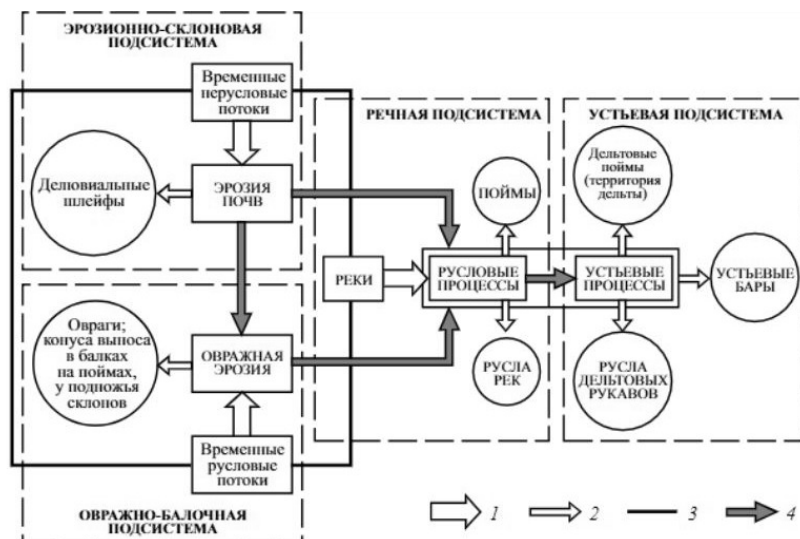 ЭРОЗИОННО-СКЛОНОВАЯ
ПОДСИСТЕМА
Временные
нерусловые
потоки
Делювиальные
шлейфы
ЭРОЗИЯ
ПОЧВ
Овраги;
конуса выноса
в балках
на поймах,
у подножья
склонов
ОВРАЖНАЯ
ЭРОЗИЯ
Временные
русловые
потоки
ОВРАЖНО-БАЛОЧНАЯ
ПОДСИСТЕМА
РЕЧНАЯ ПОДСИСТЕМА
ПОЙМЫ
РЕКИ
РУСЛОВЫЕ
ПРОЦЕССЫ
РУСЛА
РЕК
УСТЬЕВАЯ ПОДСИСТЕМА
Дельтовые
поймы
(территория
дельты)
УСТЬЕВЫЕ
ПРОЦЕССЫ
УСТЬЕВЫЕ
БАРЫ
РУСЛА
ДЕЛЬТОВЫХ
РУКАВОВ
1 2 3 4